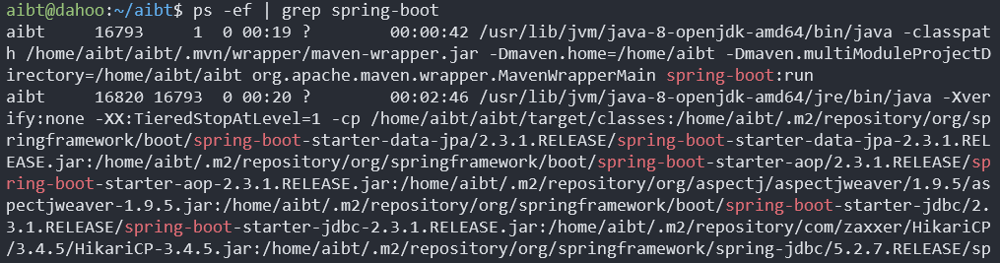 aibt@dahoo:~/aibt$ ps -ef | grep spring-boot
aibt     16793     1  0 00:19 ?        00:00:42 /usr/lib/jvm/java-8-openjdk-amd64/bin/java -classpat
h /home/aibt/aibt/.mvn/wrapper/maven-wrapper.jar -Dmaven.home=/home/aibt -Dmaven.multiModuleProjectD
irectory=/home/aibt/aibt org.apache.maven.wrapper.MavenWrapperMain spring-boot:run
aibt     16820 16793  0 00:20 ?        00:02:46 /usr/lib/jvm/java-8-openjdk-amd64/jre/bin/java -Xver
ify:none -XX:TieredStopAtLevel=1 -cp /home/aibt/aibt/target/classes:/home/aibt/.m2/repository/org/sp
ringframework/boot/spring-boot-starter-data-jpa/2.3.1.RELEASE/spring-boot-starter-data-jpa-2.3.1.REL
EASE.jar:/home/aibt/.m2/repository/org/springframework/boot/spring-boot-starter-aop/2.3.1.RELEASE/sp
ring-boot-starter-aop-2.3.1.RELEASE.jar:/home/aibt/.m2/repository/org/aspectj/aspectjweaver/1.9.5/as
pectjweaver-1.9.5.jar:/home/aibt/.m2/repository/org/springframework/boot/spring-boot-starter-jdbc/2.
3.1.RELEASE/spring-boot-starter-jdbc-2.3.1.RELEASE.jar:/home/aibt/.m2/repository/com/zaxxer/HikariCP
/3.4.5/HikariCP-3.4.5.jar:/home/aibt/.m2/repository/org/springframework/spring-jdbc/5.2.7.RELEASE/sp